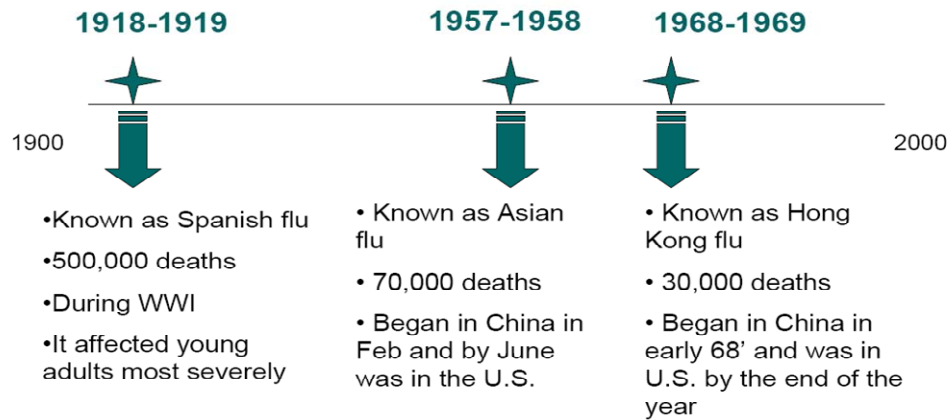 1918-1919
1957-1958
1968-1969
1900
2000
•Known as Spanish flu
•500,000 deaths
•During WWI
•It affected young
adults most severely
• Known as Asian
flu
• 70,000 deaths
• Began in China in
Feb and by June
was in the U.S.
• Known as Hong
Kong flu
• 30,000 deaths
• Began in China in
early 68’ and was in
U.S. by the end of the
year